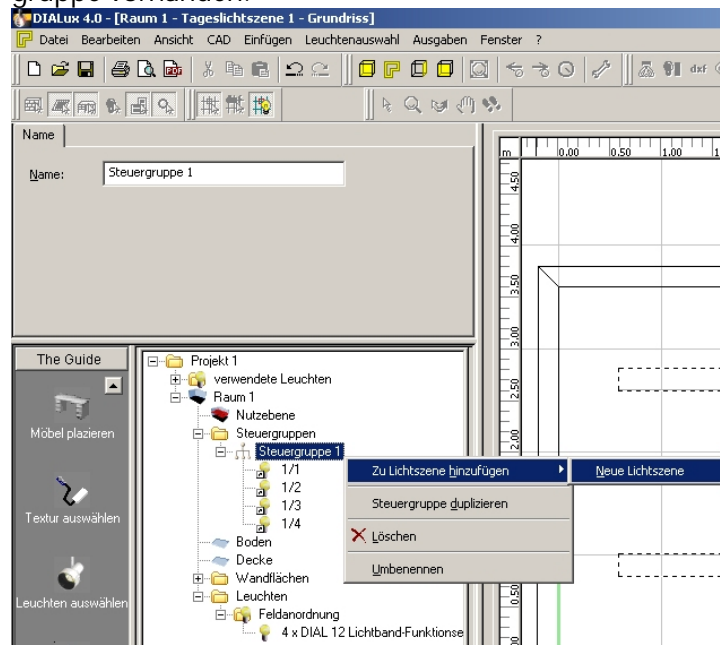 gruppe vorhanden.
DIALux 4.0 - [Raum 1 - Tageslichtszene 1 - Grundriss]
Datei Bearbeiten Ansicht CAD Einfügen Leuchtenauswahl Ausgaben Fenster ?
dxf
Name
Name: Steuergruppe 1
m 0.00 0.50 1.00 1
4.50
4.00
3.50
3.00
2.50
2.00
0.50
The Guide
Möbel plazieren
Textur auswählen
Leuchten auswählen
Projekt 1
verwendete Leuchten
Raum 1
Nutzebene
Steuergruppen
Steuergruppe 1
1/1
1/2
1/3
1/4
Boden
Decke
Wandflächen
Leuchten
Feldanordnung
4 x DIAL 12 Lichtband-Funktionse
Zu Lichtszene hinzufügen
Neue Lichtszene
Steuergruppe duplizieren
Löschen
Umbenennen